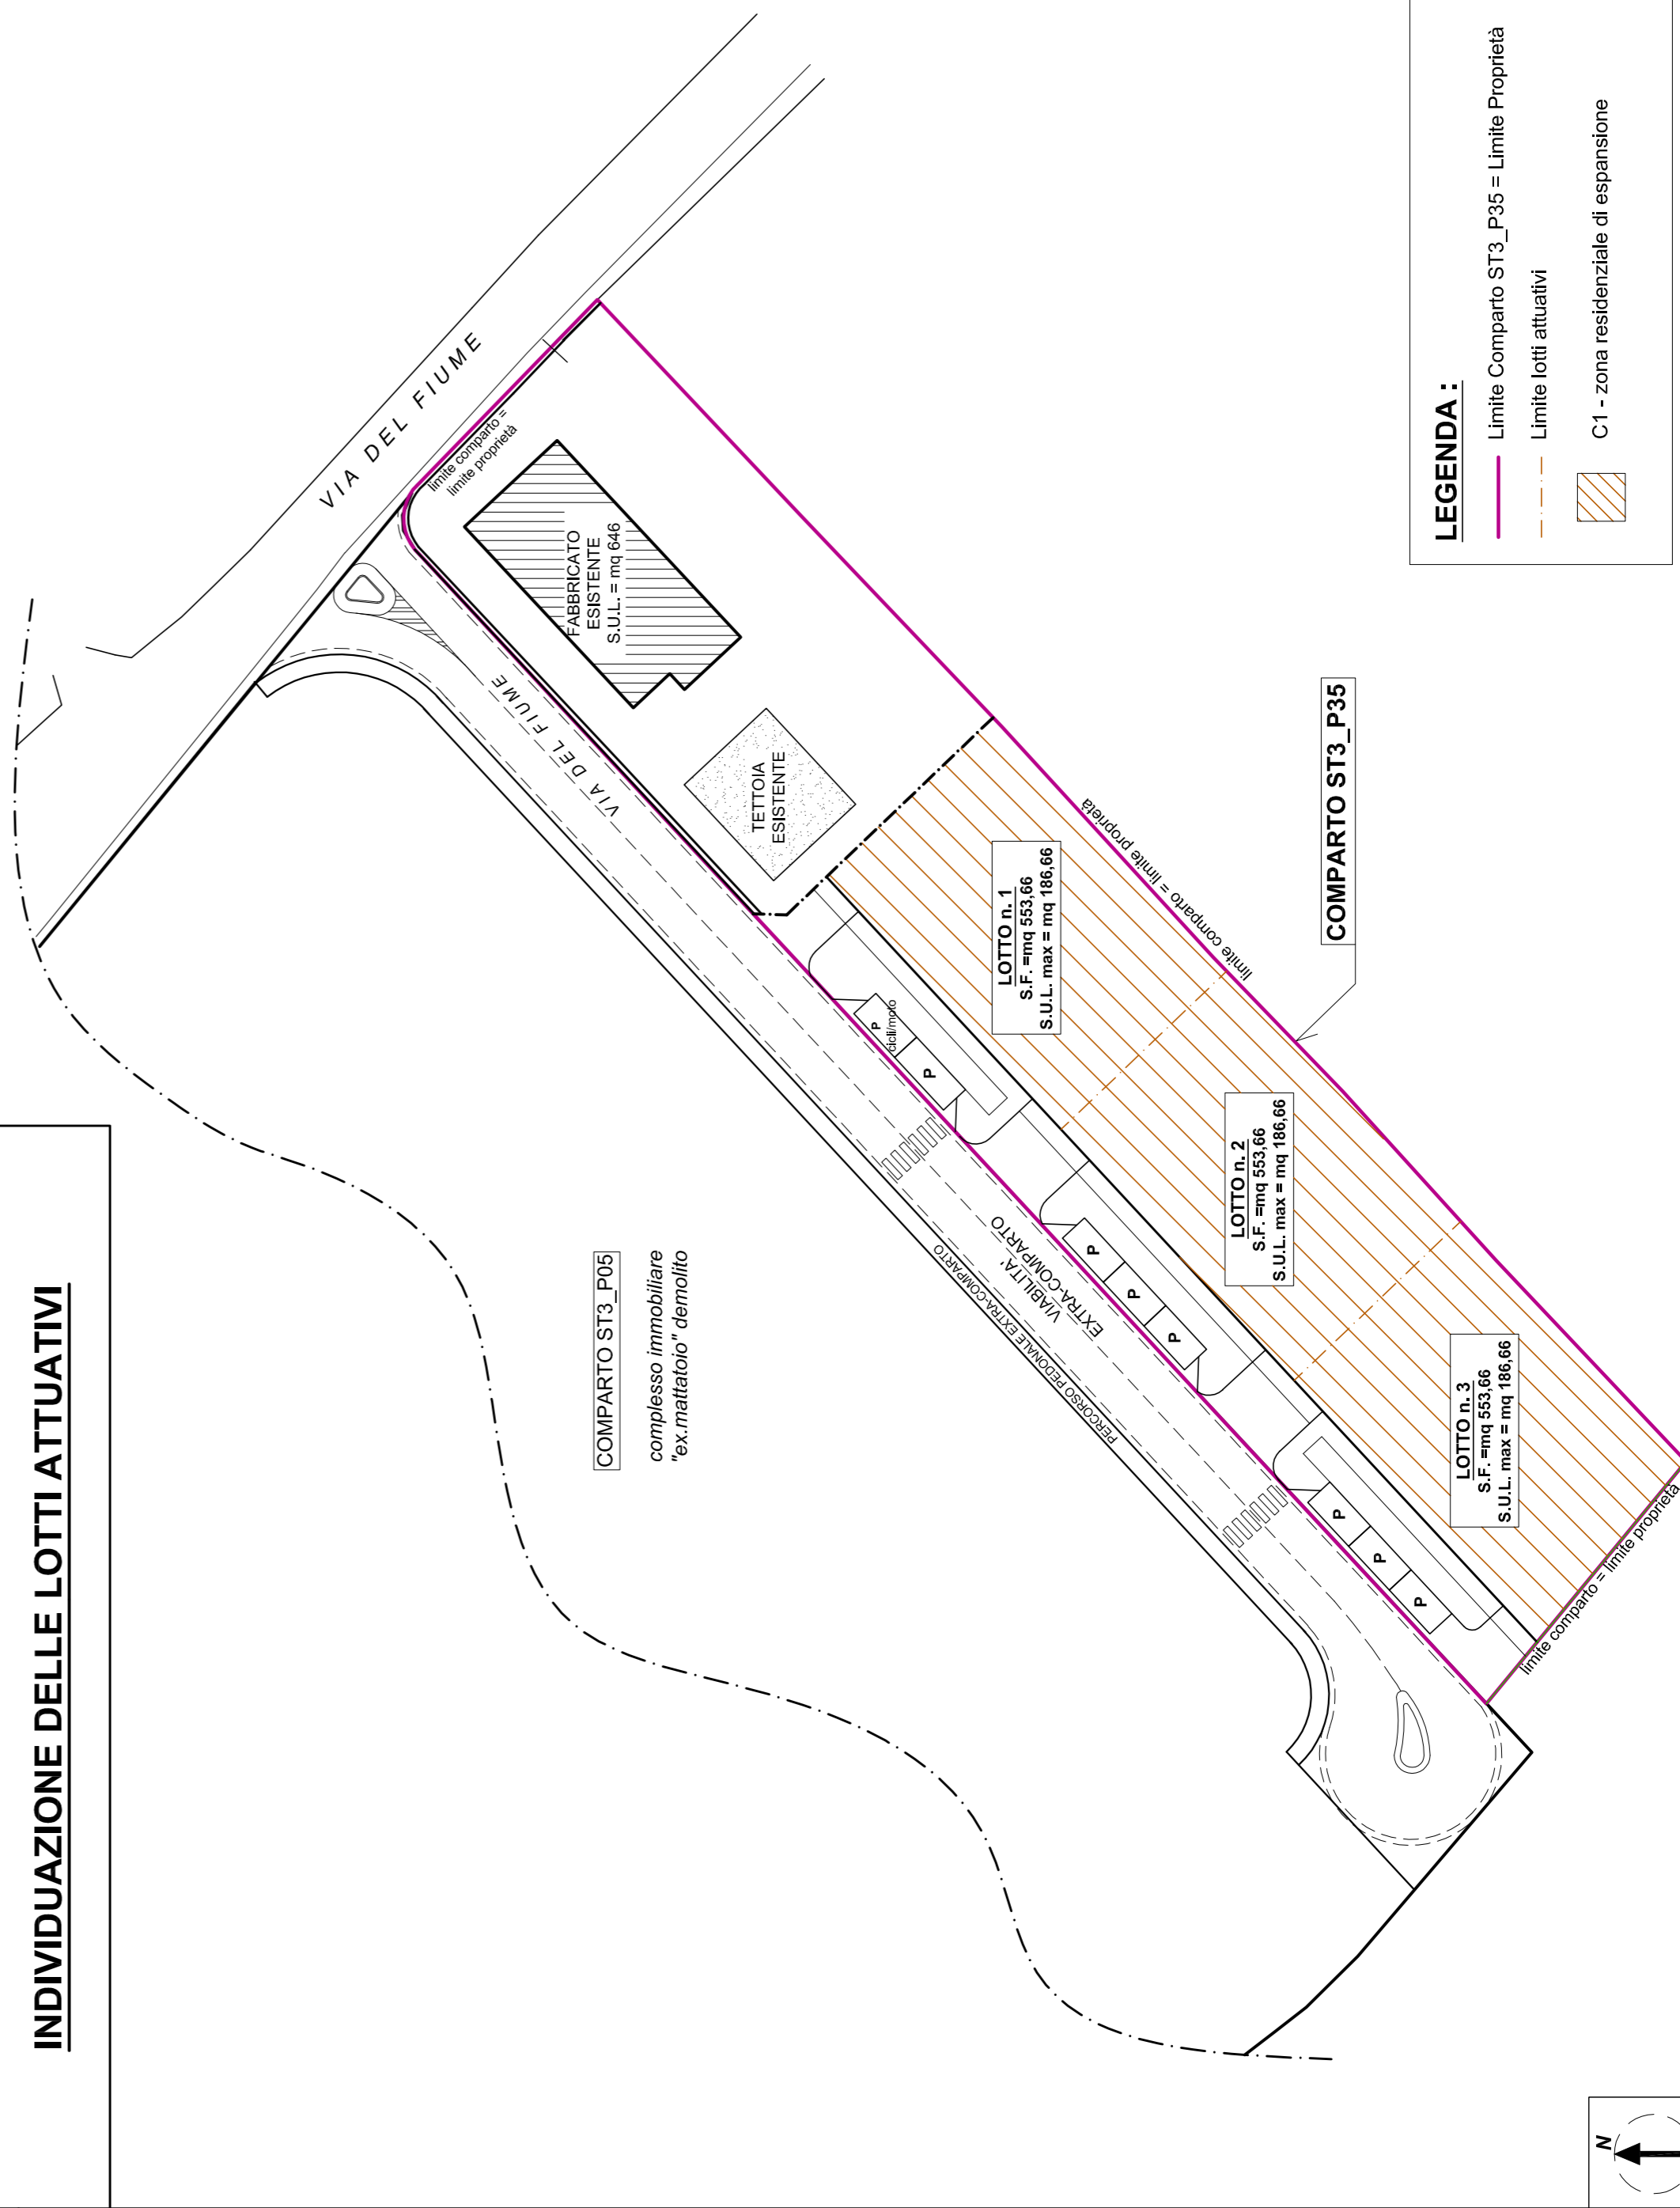 INDIVIDUAZIONE DELLE LOTTI ATTUATIVI
VIA DEL FIUME
limite comparto =
limite proprietà
FABBRICATO
ESISTENTE
S.U.L. = mq 646
VIA DEL FIUME
TETTOIA
ESISTENTE
COMPARTO ST3_P05
complesso immobiliare
"ex.mattatoio" demolito
P
cicli/moto
P
PERCORSO PEDONALE EXTRA-COMPARTO
VIABILITA'
EXTRA-COMPARTO
P
P
P
P
P
P
LOTTO n. 1
S.F. =mq 553,66
S.U.L. max = mq 186,66
LOTTO n. 2
S.F. =mq 553,66
S.U.L. max = mq 186,66
LOTTO n. 3
S.F. =mq 553,66
S.U.L. max = mq 186,66
limite comparto = limite proprietà
limite comparto = limite proprietà
COMPARTO ST3_P35
LEGENDA :
Limite Comparto ST3_P35 = Limite Proprietà
Limite lotti attuativi
C1 - zona residenziale di espansione
N